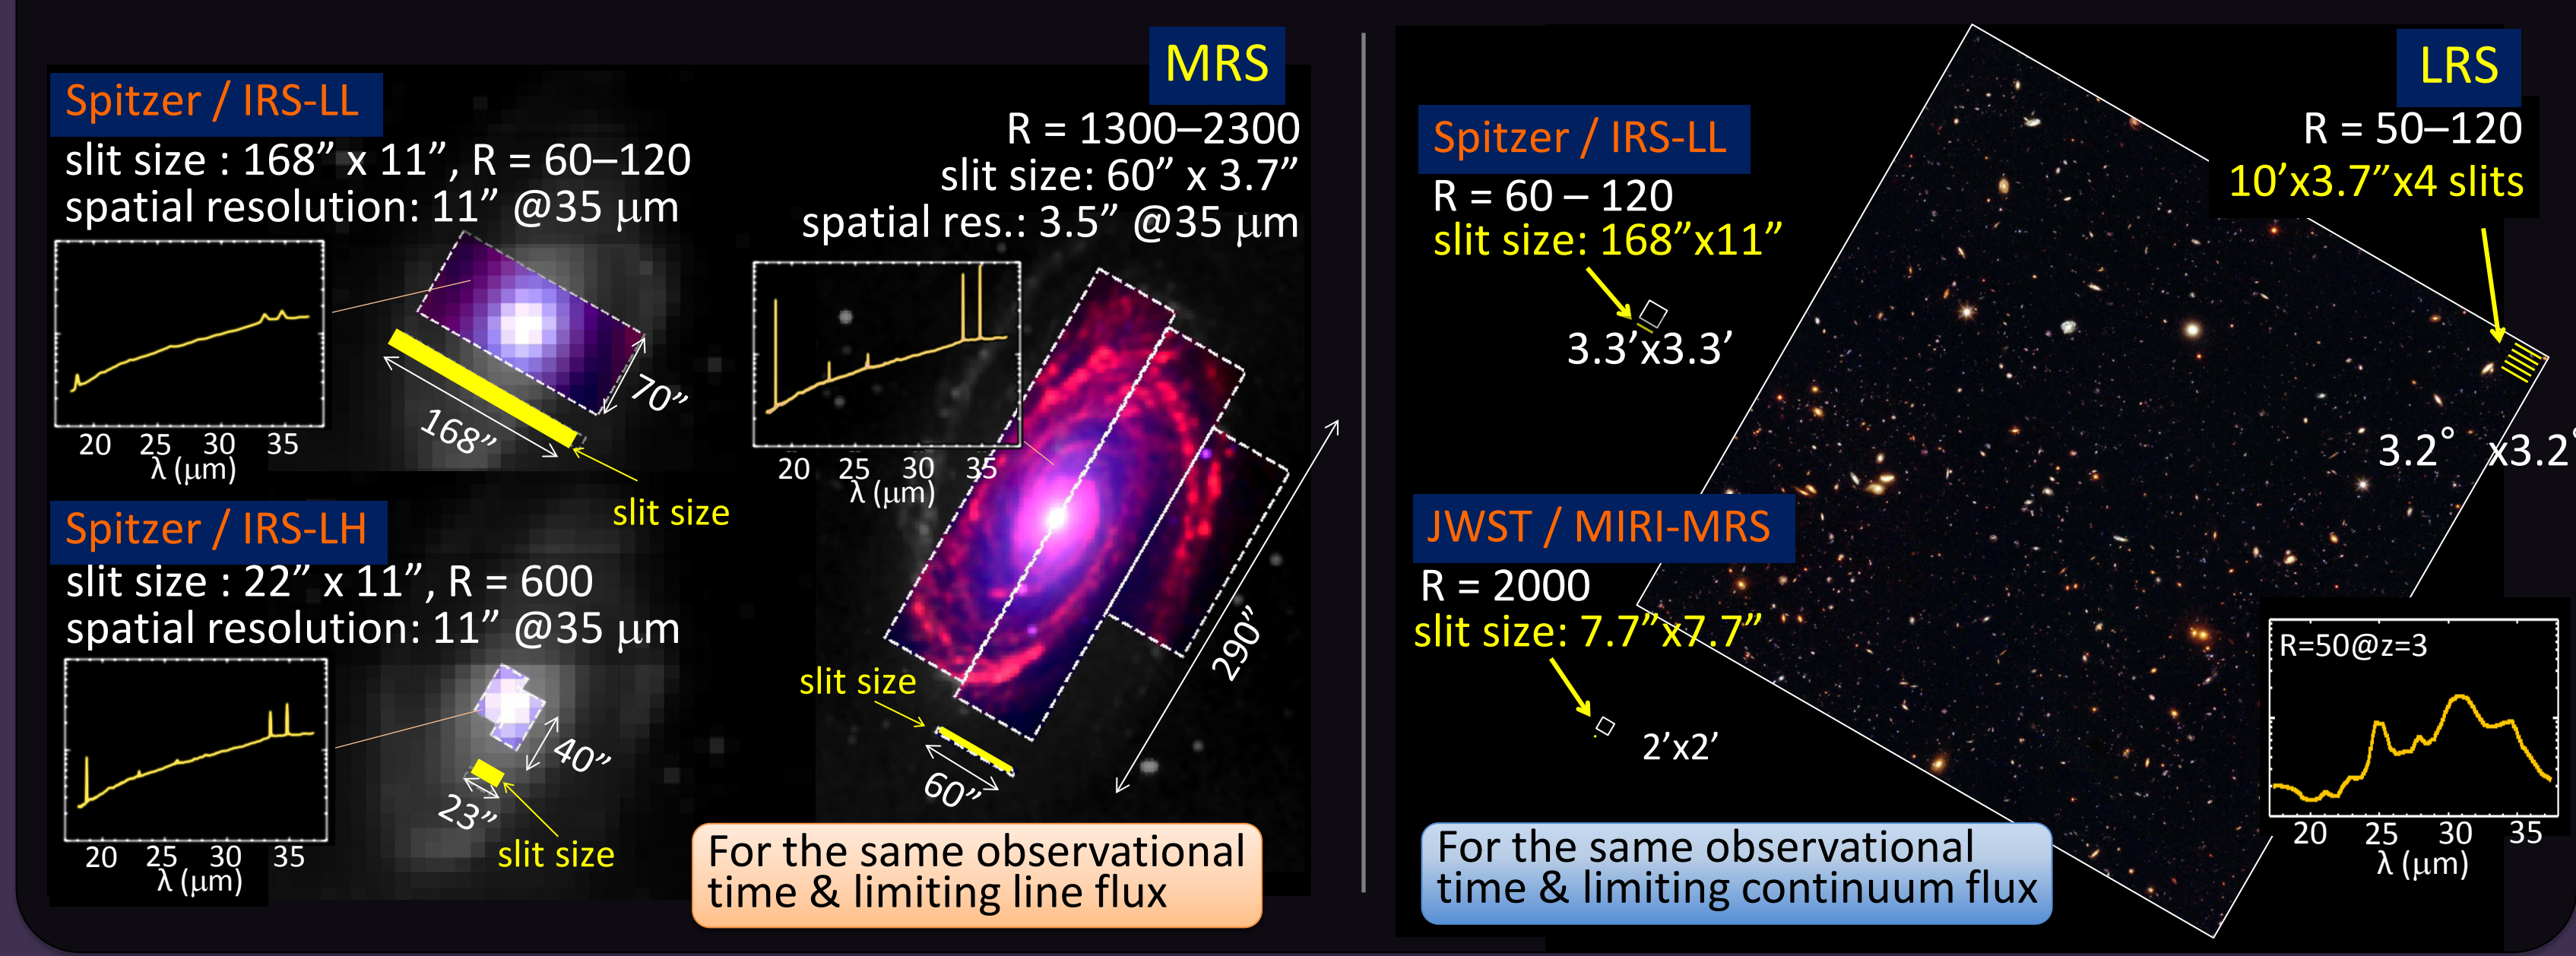 MRS
R = 1300–2300
slit size: 60” x 3.7”
spatial res.: 3.5” @35 μm
Spitzer / IRS-LL
slit size : 168” x 11”, R = 60–120
spatial resolution: 11” @35 μm
20 25 30 35
λ (μm)
168”
70”
slit size
Spitzer / IRS-LH
slit size : 22” x 11”, R = 600
spatial resolution: 11” @35 μm
20 25 30 35
λ (μm)
40”
23”
slit size
20 25 30 35
λ (μm)
slit size
60”
290”
For the same observational
time & limiting line flux
LRS
R = 50–120
10’x3.7”x4 slits
Spitzer / IRS-LL
R = 60 – 120
slit size: 168”x11”
3.3’x3.3’
3.2° x3.2°
JWST / MIRI-MRS
R = 2000
slit size: 7.7”x7.7”
2’x2’
R=50@z=3
20 25 30 35
λ (μm)
For the same observational
time & limiting continuum flux